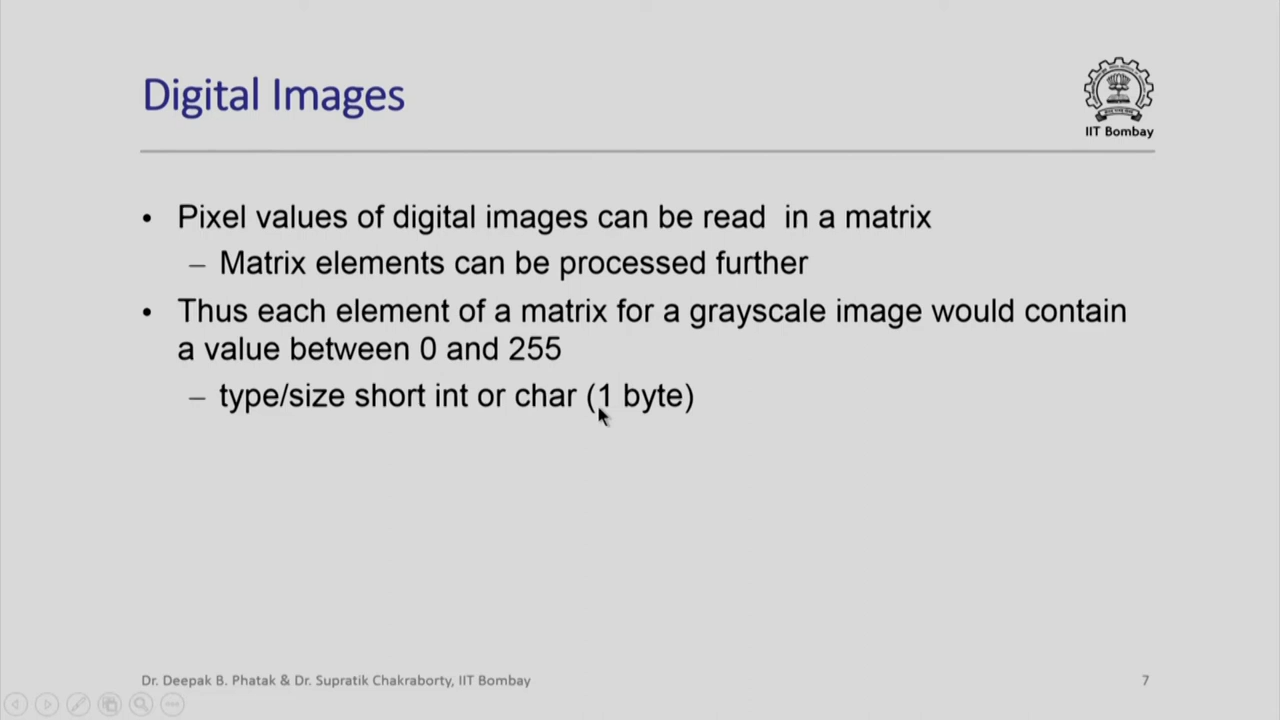 Digital Images
IIT Bombay
• Pixel values of digital images can be read in a matrix
– Matrix elements can be processed further
• Thus each element of a matrix for a grayscale image would contain
a value between 0 and 255
– type/size short int or char (1 byte)
Dr. Deepak B. Phatak & Dr. Supratik Chakraborty, IIT Bombay
7